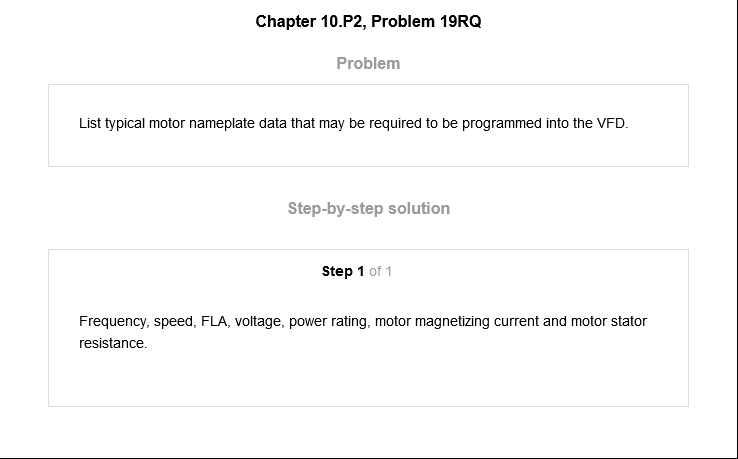 Chapter 10.P2, Problem 19RQ
Problem
List typical motor nameplate data that may be required to be programmed into the VFD.
Step-by-step solution
Step 1 of 1
Frequency, speed, FLA, voltage, power rating, motor magnetizing current and motor stator
resistance.